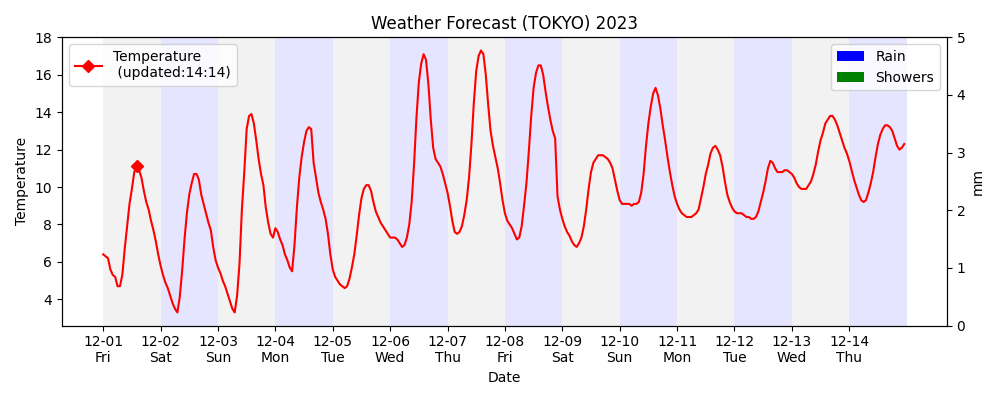 Weather Forecast (TOKYO) 2023
Temperature
(updated:14:14)
Rain
Showers
Temperature
18
16
14
12
10
8
6
4
5
4
3
2
1
0
mm
12-01 12-02 12-03 12-04 12-05 12-06 12-07 12-08 12-09 12-10 12-11 12-12 12-13 12-14
Fri Sat Sun Mon Tue Wed Thu Fri Sat Sun Mon Tue Wed Thu
Date